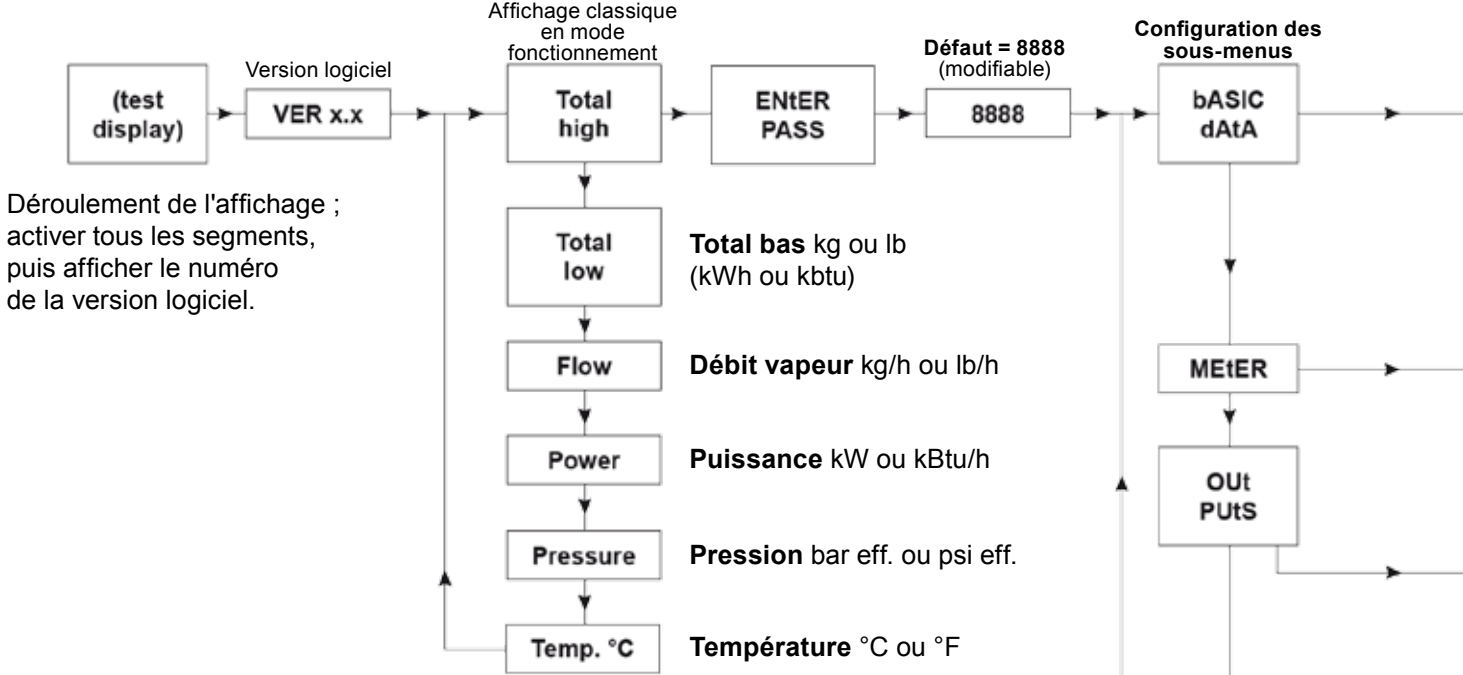 Affichage classique
en mode
fonctionnement
Configuration des
sous-menus
Défaut = 8888
(modifiable)
Version logiciel
(test
display)
VER x.x
Total
high
ENtER
PASS
8888
bASIC
dAtA
Déroulement de l'affichage ;
activer tous les segments,
puis afficher le numéro
de la version logiciel.
Total
low
Total bas kg ou lb
(kWh ou kbtu)
Flow
Débit vapeur kg/h ou lb/h
MEtER
Power
Puissance kW ou kBtu/h
OUt
PUtS
Pressure
Pression bar eff. ou psi eff.
Temp. °C
Température °C ou °F